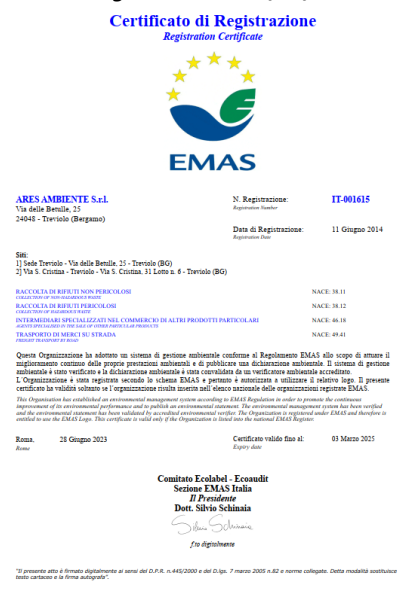 Certificato di Registrazione
Registration Certificate
EMAS
ARES AMBIENTE S.r.l.
Via delle Betulle, 25
24048 - Treviolo (Bergamo)
N. Registrazione: IT-001615
Registration Number
Data di Registrazione: 11 Giugno 2014
Registration Date
Siti:
1] Sede Treviolo - Via delle Betulle, 25 - Treviolo (BG)
2] Via S. Cristina - Treviolo - Via S. Cristina, 31 Lotto n. 6 - Treviolo (BG)
RACCOLTA DI RIFIUTI NON PERICOLOSI NACE: 38.11
COLLECTION OF NON-HAZARDOUS WASTE
RACCOLTA DI RIFIUTI PERICOLOSI NACE: 38.12
COLLECTION OF HAZARDOUS WASTE
INTERMEDIARI SPECIALIZZATI NEL COMMERCIO DI ALTRI PRODOTTI PARTICOLARI NACE: 46.18
AGENTS SPECIALISED IN THE SALE OF OTHER PARTICULAR PRODUCTS
TRASPORTO DI MERCI SU STRADA NACE: 49.41
FREIGHT TRANSPORT BY ROAD
Questa Organizzazione ha adottato un sistema di gestione ambientale conforme al Regolamento EMAS allo scopo di attuare il
miglioramento continuo delle proprie prestazioni ambientali e di pubblicare una dichiarazione ambientale. Il sistema di gestione
ambientale è stato verificato e la dichiarazione ambientale è stata convalidata da un verificatore ambientale accreditato.
L'Organizzazione è stata registrata secondo lo schema EMAS e pertanto è autorizzata a utilizzare il relativo logo. Il presente
certificato ha validità soltanto se l'organizzazione risulta inserita nell'elenco nazionale delle organizzazioni registrate EMAS.
This Organisation has established an environmental management system according to EMAS Regulation in order to promote the continuous
improvement of its environmental performance and to publish an environmental statement. The environmental management system has been verified
and the environmental statement has been validated by accredited environmental verifier. The Organization is registered under EMAS and therefore is
entitled to use the EMAS Logo. This certificate is valid only if the Organization is listed into the national EMAS Register.
Roma, 28 Giugno 2023
Rome
Certificato valido fino al: 03 Marzo 2025
Expiry date
Comitato Ecolabel - Ecoaudit
Sezione EMAS Italia
Il Presidente
Dott. Silvio Schinaia
Silvio Schinaia
f.to digitalmente
"Il presente atto è firmato digitalmente ai sensi del D.P.R. n.445/2000 e del D.lgs. 7 marzo 2005 n.82 e norme collegate. Detta modalità sostituisce
testo cartaceo e la firma autografa".